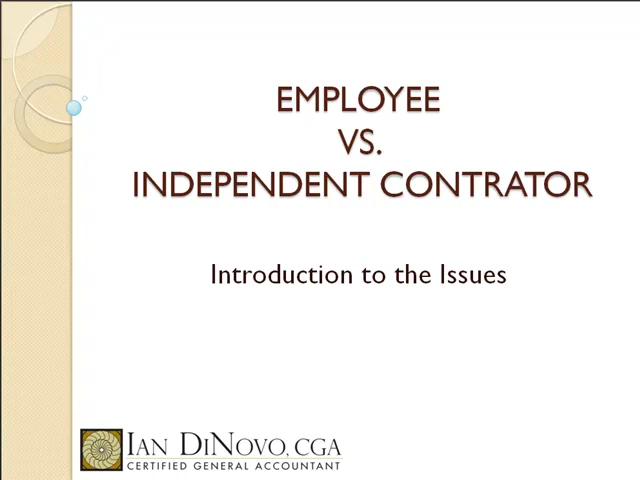 EMPLOYEE
VS.
INDEPENDENT CONTRATOR
Introduction to the Issues
IAN DINOVO, CGA
CERTIFIED GENERAL ACCOUNTANT